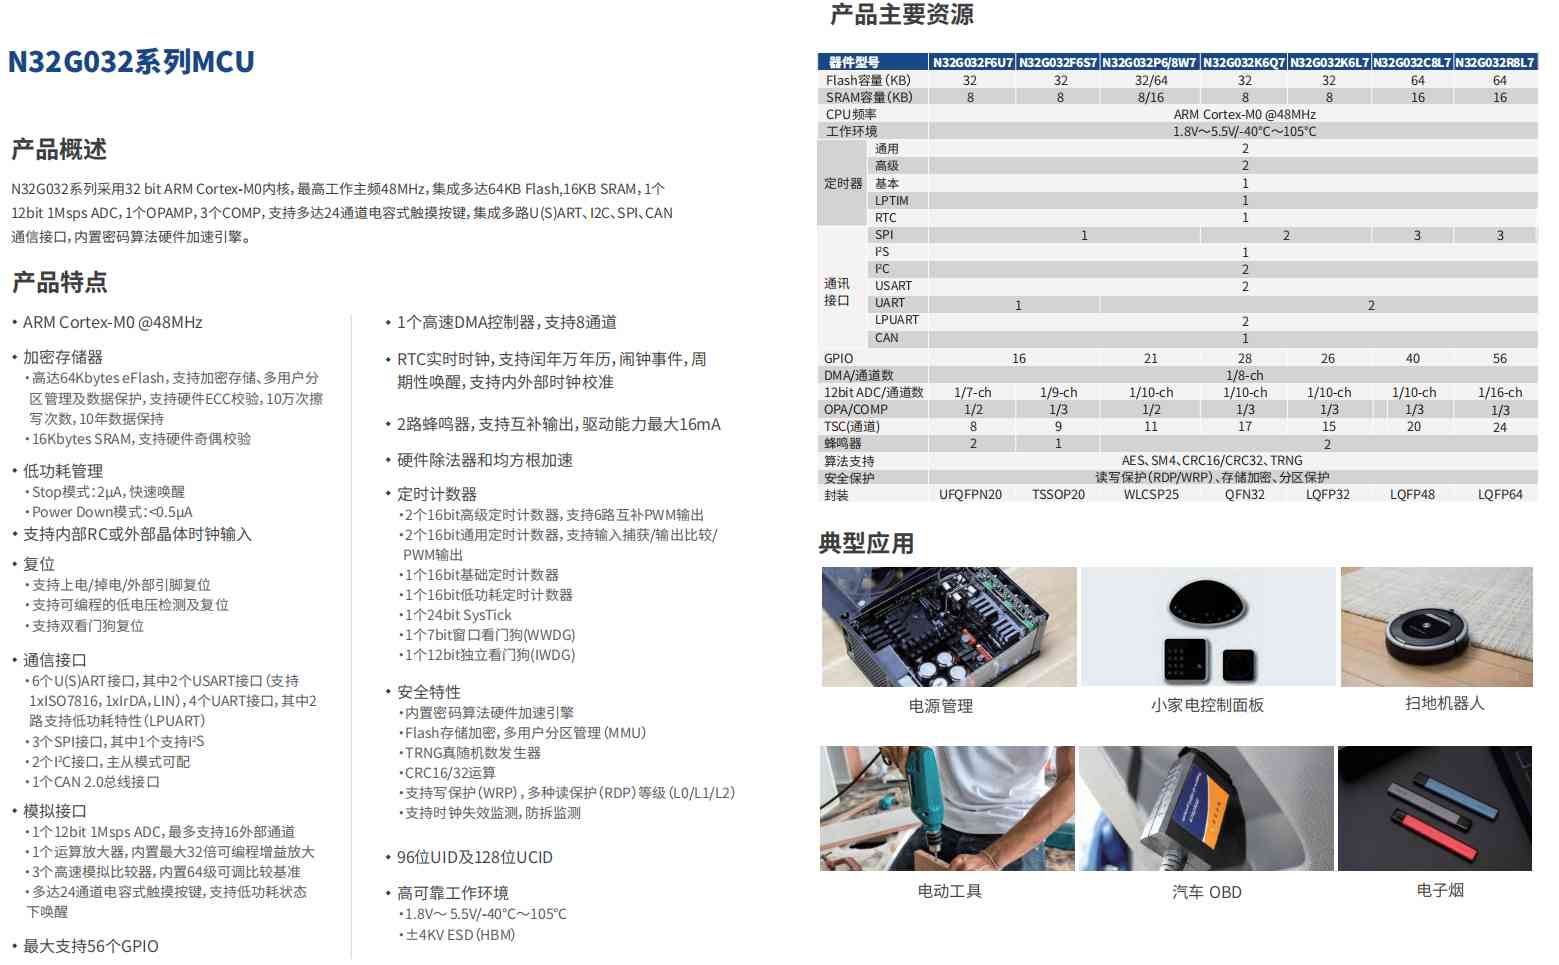 N32G032系列MCU
产品概述
N32G032系列采用32 bit ARM Cortex-M0内核，最高工作主频48MHz，集成多达64KB Flash,16KB SRAM，1个
12bit 1Msps ADC，1个OPAMP，3个COMP，支持多达24通道电容式触摸按键，集成多路U(S)ART、I2C、SPI、CAN
通信接口，内置密码算法硬件加速引擎。
产品特点
• ARM Cortex-M0 @48MHz
• 加密存储器
•高达64Kbytes eFlash，支持加密存储、多用户分
区管理及数据保护，支持硬件ECC校验，10万次擦
写次数，10年数据保持
•16Kbytes SRAM，支持硬件奇偶校验
• 低功耗管理
•Stop模式：2μA，快速唤醒
•Power Down模式：<0.5μA
• 支持内部RC或外部晶体时钟输入
• 复位
•支持上电/掉电/外部引脚复位
•支持可编程的低电压检测及复位
•支持双看门狗复位
• 通信接口
•6个U(S)ART接口，其中2个USART接口（支持
1xISO7816，1xIrDA，LIN），4个UART接口，其中2
路支持低功耗特性（LPUART）
•3个SPI接口，其中1个支持I²S
•2个I²C接口，主从模式可配
•1个CAN 2.0总线接口
• 模拟接口
•1个12bit 1Msps ADC，最多支持16外部通道
•1个运算放大器，内置最大32倍可编程增益放大
•3个高速模拟比较器，内置64级可调比较基准
•多达24通道电容式触摸按键，支持低功耗状态
下唤醒
• 最大支持56个GPIO
• 1个高速DMA控制器，支持8通道
• RTC实时时钟，支持闰年万年历，闹钟事件，周
期性唤醒，支持内外部时钟校准
• 2路蜂鸣器，支持互补输出，驱动能力最大16mA
• 硬件除法器和均方根加速
• 定时计数器
•2个16bit高级定时计数器，支持6路互补PWM输出
•2个16bit通用定时计数器，支持输入捕获/输出比较/
PWM输出
•1个16bit基础定时计数器
•1个16bit低功耗定时计数器
•1个24bit SysTick
•1个7bit窗口看门狗(WWDG)
•1个12bit独立看门狗(IWDG)
• 安全特性
•内置密码算法硬件加速引擎
•Flash存储加密，多用户分区管理（MMU）
•TRNG真随机数发生器
•CRC16/32运算
•支持写保护（WRP），多种读保护（RDP）等级（L0/L1/L2）
•支持时钟失效监测，防拆监测
• 96位UID及128位UCID
• 高可靠工作环境
•1.8V～ 5.5V/-40℃～105℃
•±4KV ESD（HBM）
产品主要资源
器件型号 N32G032F6U7 N32G032F6S7 N32G032P6/8W7 N32G032K6Q7 N32G032K6L7 N32G032C8L7 N32G032R8L7
Flash容量（KB） 32 32 32/64 32 32 64 64
SRAM容量（KB） 8 8 8/16 8 8 16 16
CPU频率 ARM Cortex-M0 @48MHz
工作环境 1.8V～5.5V/-40℃～105℃
定时器 通用 2
高级 2
基本 1
LPTIM 1
RTC 1
通讯接口 SPI 1 2 3 3
I²S 1
I²C 2
USART 2
UART 1 2
LPUART 2
CAN 1
GPIO 16 21 28 26 40 56
DMA/通道数 1/8-ch
12bit ADC/通道数 1/7-ch 1/9-ch 1/10-ch 1/10-ch 1/10-ch 1/10-ch 1/16-ch
OPA/COMP 1/2 1/3 1/2 1/3 1/3 1/3 1/3
TSC(通道) 8 9 11 17 15 20 24
蜂鸣器 2 1 2
算法支持 AES、SM4、CRC16/CRC32、TRNG
安全保护 读写保护（RDP/WRP）、存储加密、分区保护
封装 UFQFPN20 TSSOP20 WLCSP25 QFN32 LQFP32 LQFP48 LQFP64
典型应用
电源管理
小家电控制面板
扫地机器人
电动工具
汽车 OBD
电子烟